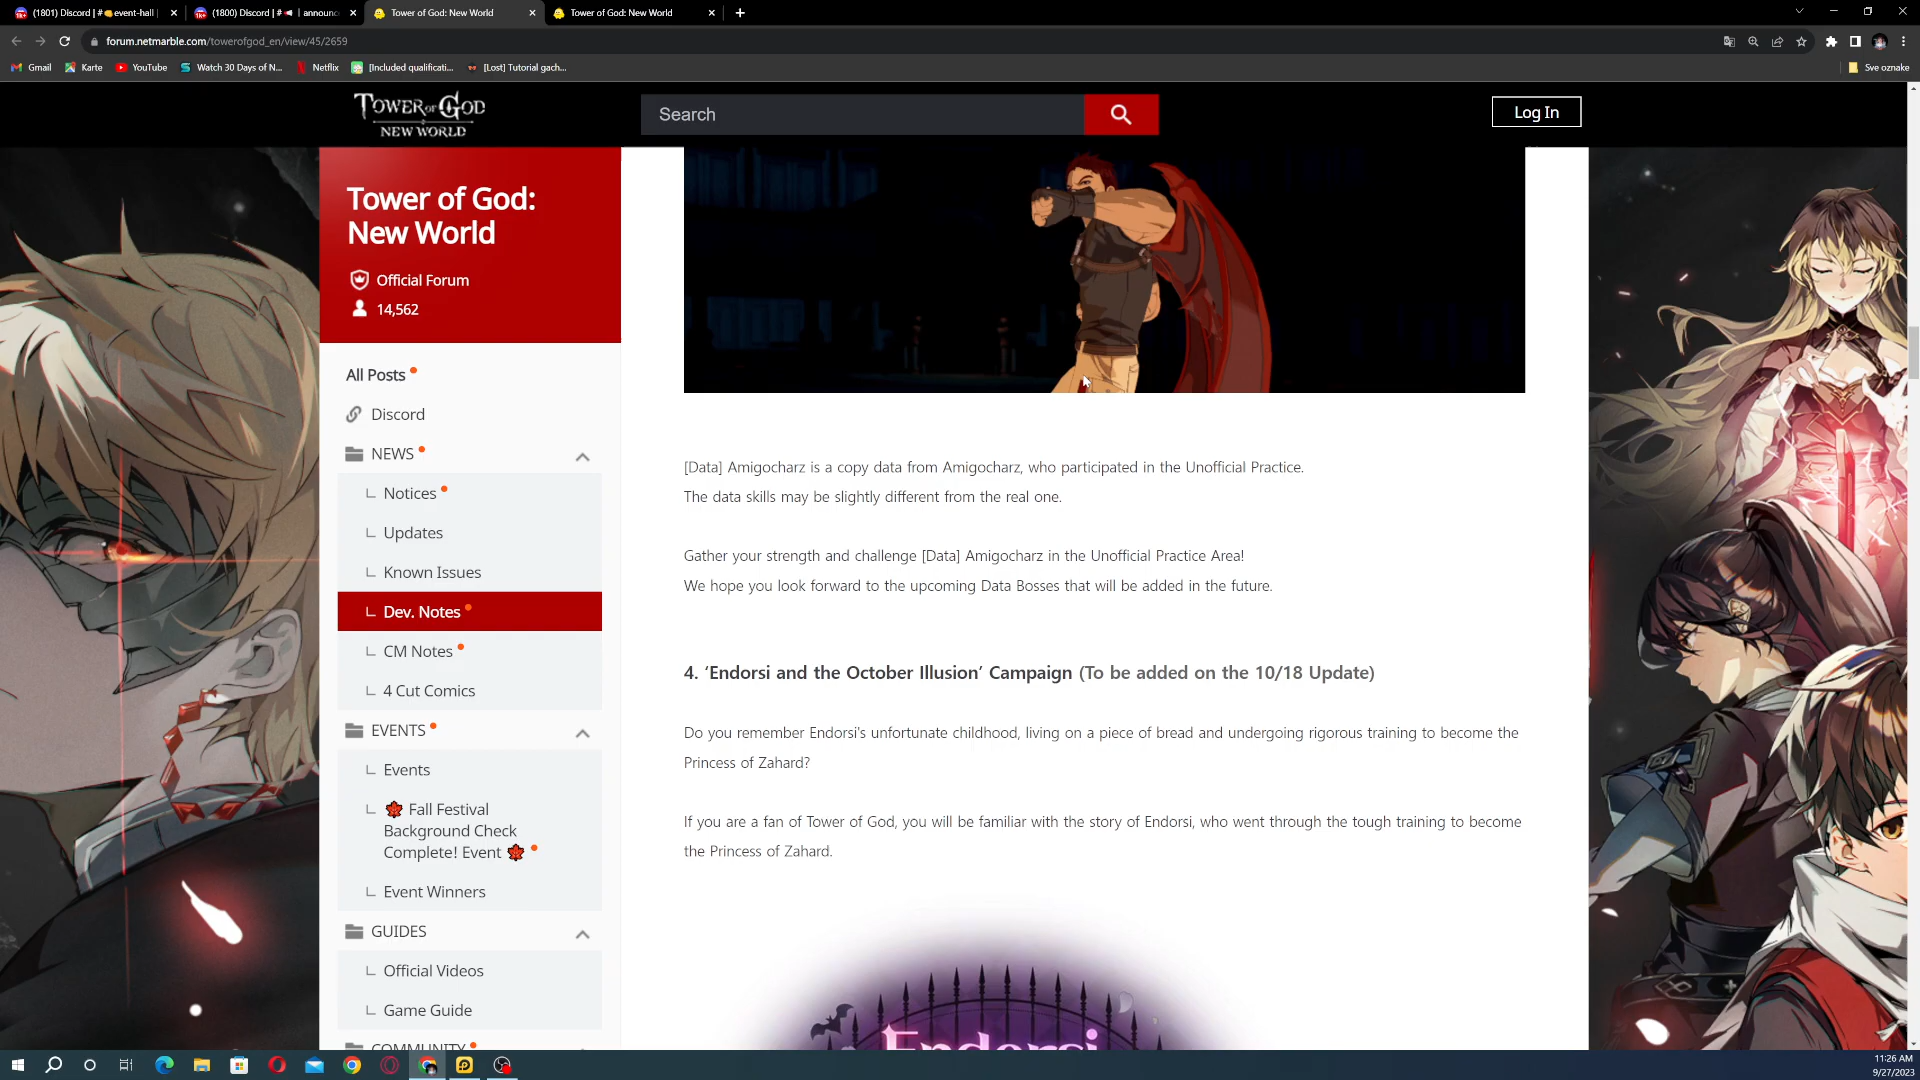 (1801) Discord | #👊event-hall |
(1800) Discord | #📢 | announc
Tower of God: New World
Tower of God: New World
forum.netmarble.com/towerofgod_en/view/45/2659
Gmail
Karte
YouTube
Watch 30 Days of N...
Netflix
[Included qualificati...
[Lost] Tutorial gach...
Sve oznake
TOWER OF GOD
NEW WORLD
Search
Log In
Tower of God:
New World
Official Forum
14,562
All Posts
Discord
NEWS
Notices
Updates
Known Issues
Dev. Notes
CM Notes
4 Cut Comics
EVENTS
Events
🍁 Fall Festival
Background Check
Complete! Event 🍁
Event Winners
GUIDES
Official Videos
Game Guide
COMMUNITY
[Data] Amigocharz is a copy data from Amigocharz, who participated in the Unofficial Practice.
The data skills may be slightly different from the real one.
Gather your strength and challenge [Data] Amigocharz in the Unofficial Practice Area!
We hope you look forward to the upcoming Data Bosses that will be added in the future.
4. ‘Endorsi and the October Illusion’ Campaign (To be added on the 10/18 Update)
Do you remember Endorsi's unfortunate childhood, living on a piece of bread and undergoing rigorous training to become the
Princess of Zahard?
If you are a fan of Tower of God, you will be familiar with the story of Endorsi, who went through the tough training to become
the Princess of Zahard.
Endorsi
11:26 AM
9/27/2023